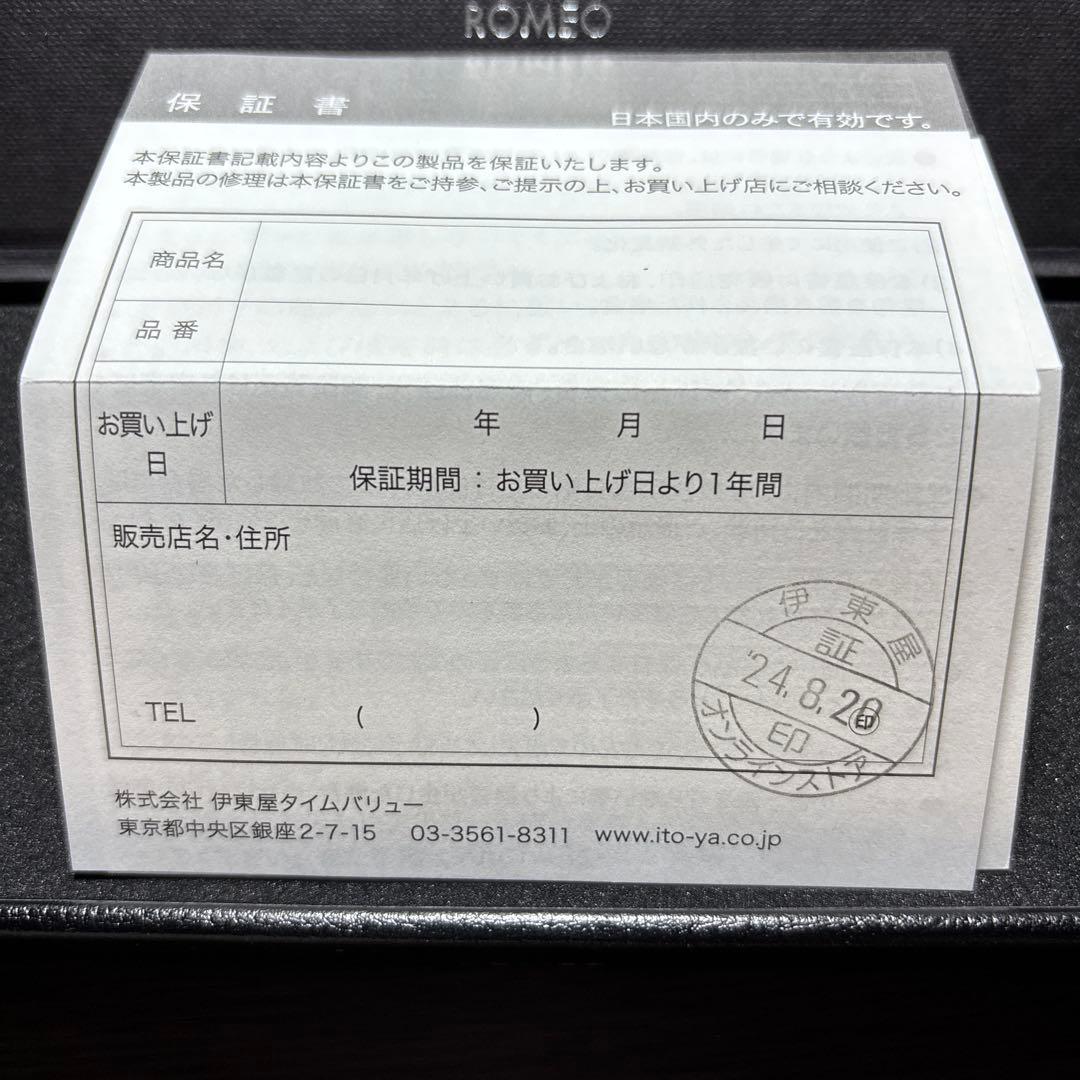 ROMEO
保 証 書
日本国内のみで有効です。
本保証書記載内容よりこの製品を保証いたします。
本製品の修理は本保証書をご持参、ご提示の上、お買い上げ店にご相談ください。
商品名
品番
お買い上げ日
年 月 日
保証期間：お買い上げ日より1年間
販売店名・住所
TEL ( )
伊東屋
証
'24.8.28
印
印
オンラインストア
株式会社 伊東屋タイムバリュー
東京都中央区銀座2-7-15 03-3561-8311 www.ito-ya.co.jp